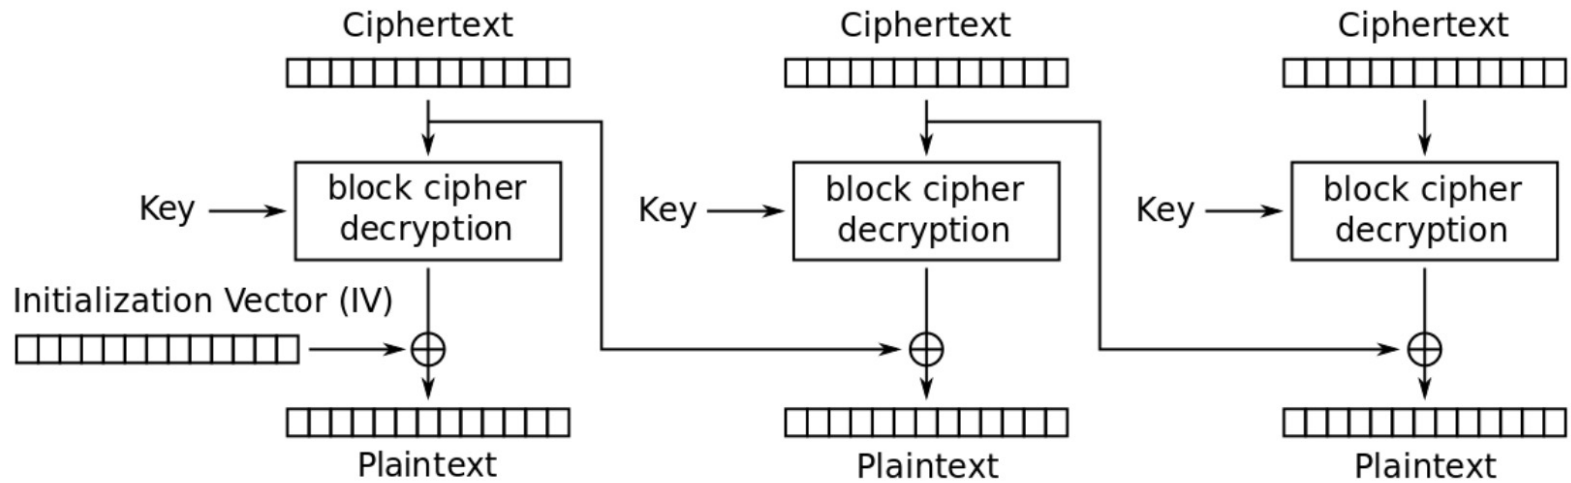 Ciphertext
Ciphertext
Ciphertext
block cipher
decryption
block cipher
decryption
block cipher
decryption
Key
Key
Key
Initialization Vector (IV)
Plaintext
Plaintext
Plaintext